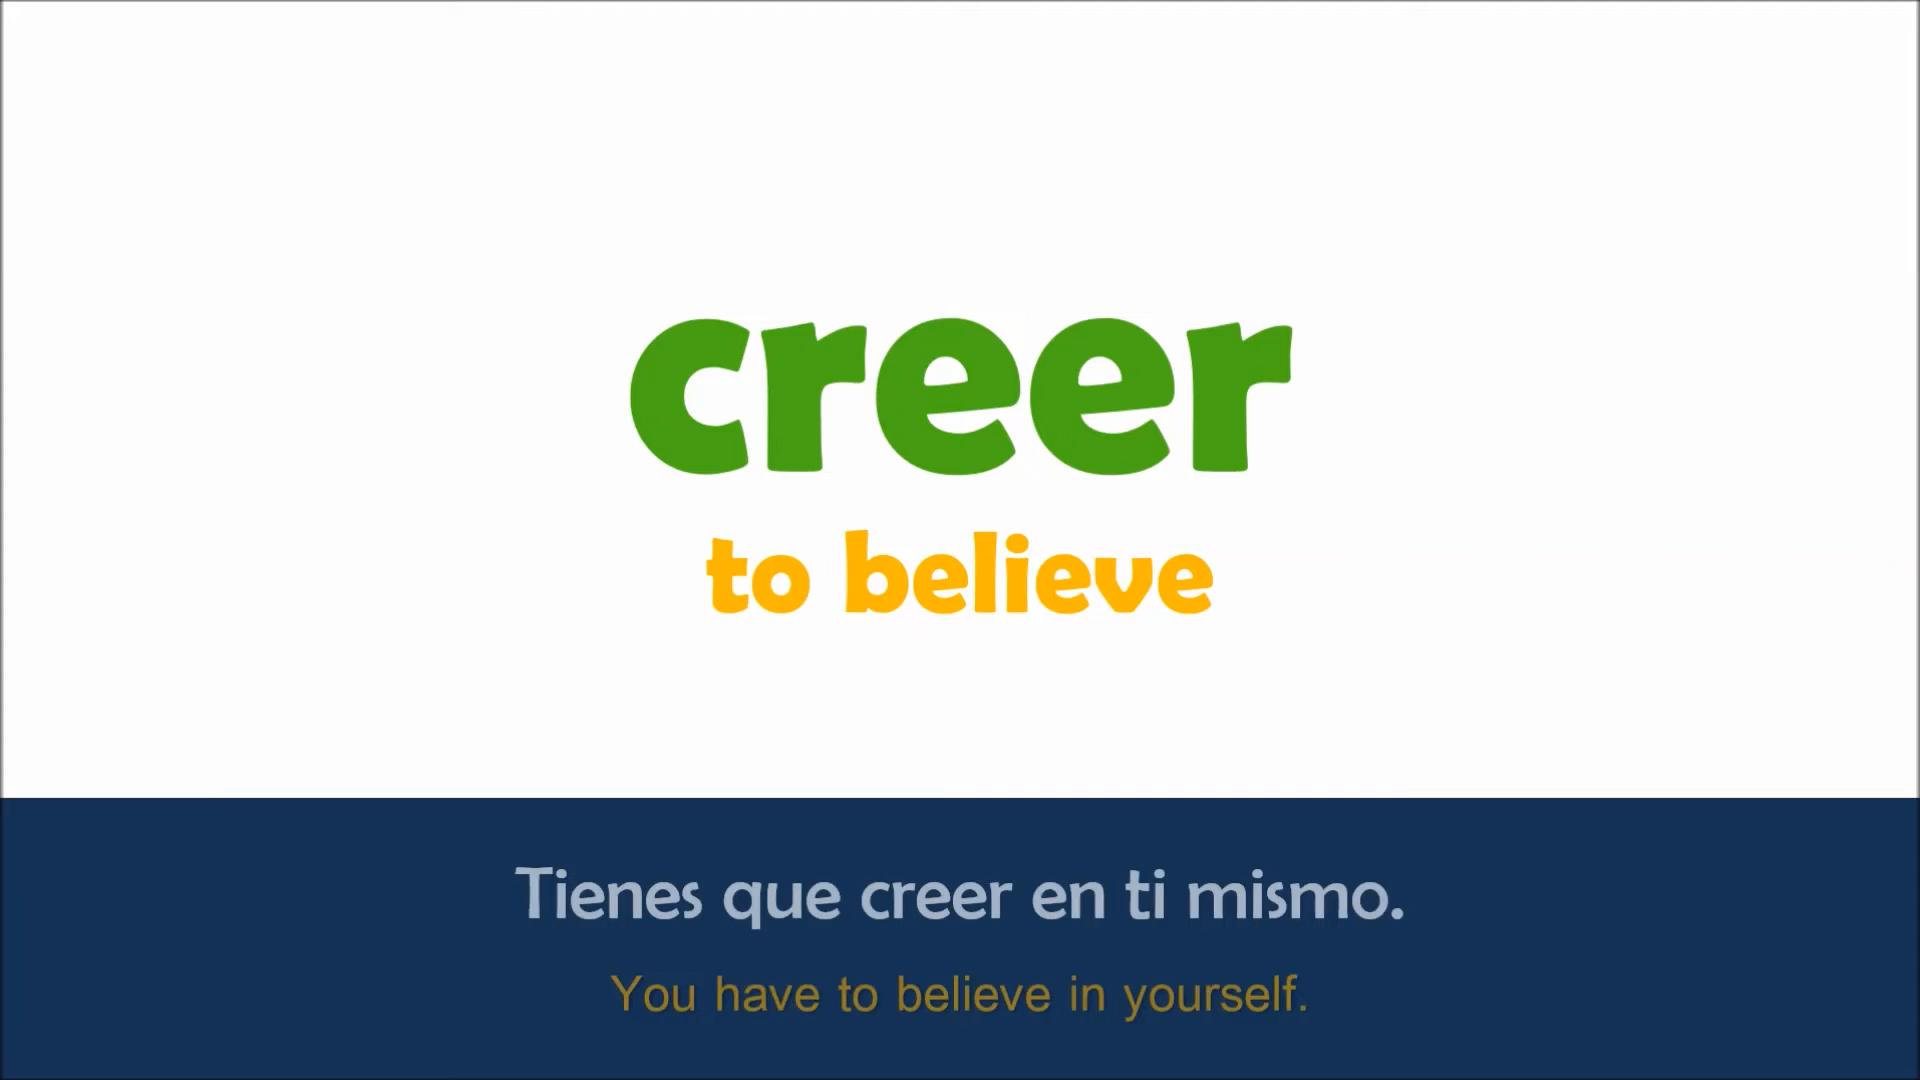 creer
to believe
Tienes que creer en ti mismo.
You have to believe in yourself.